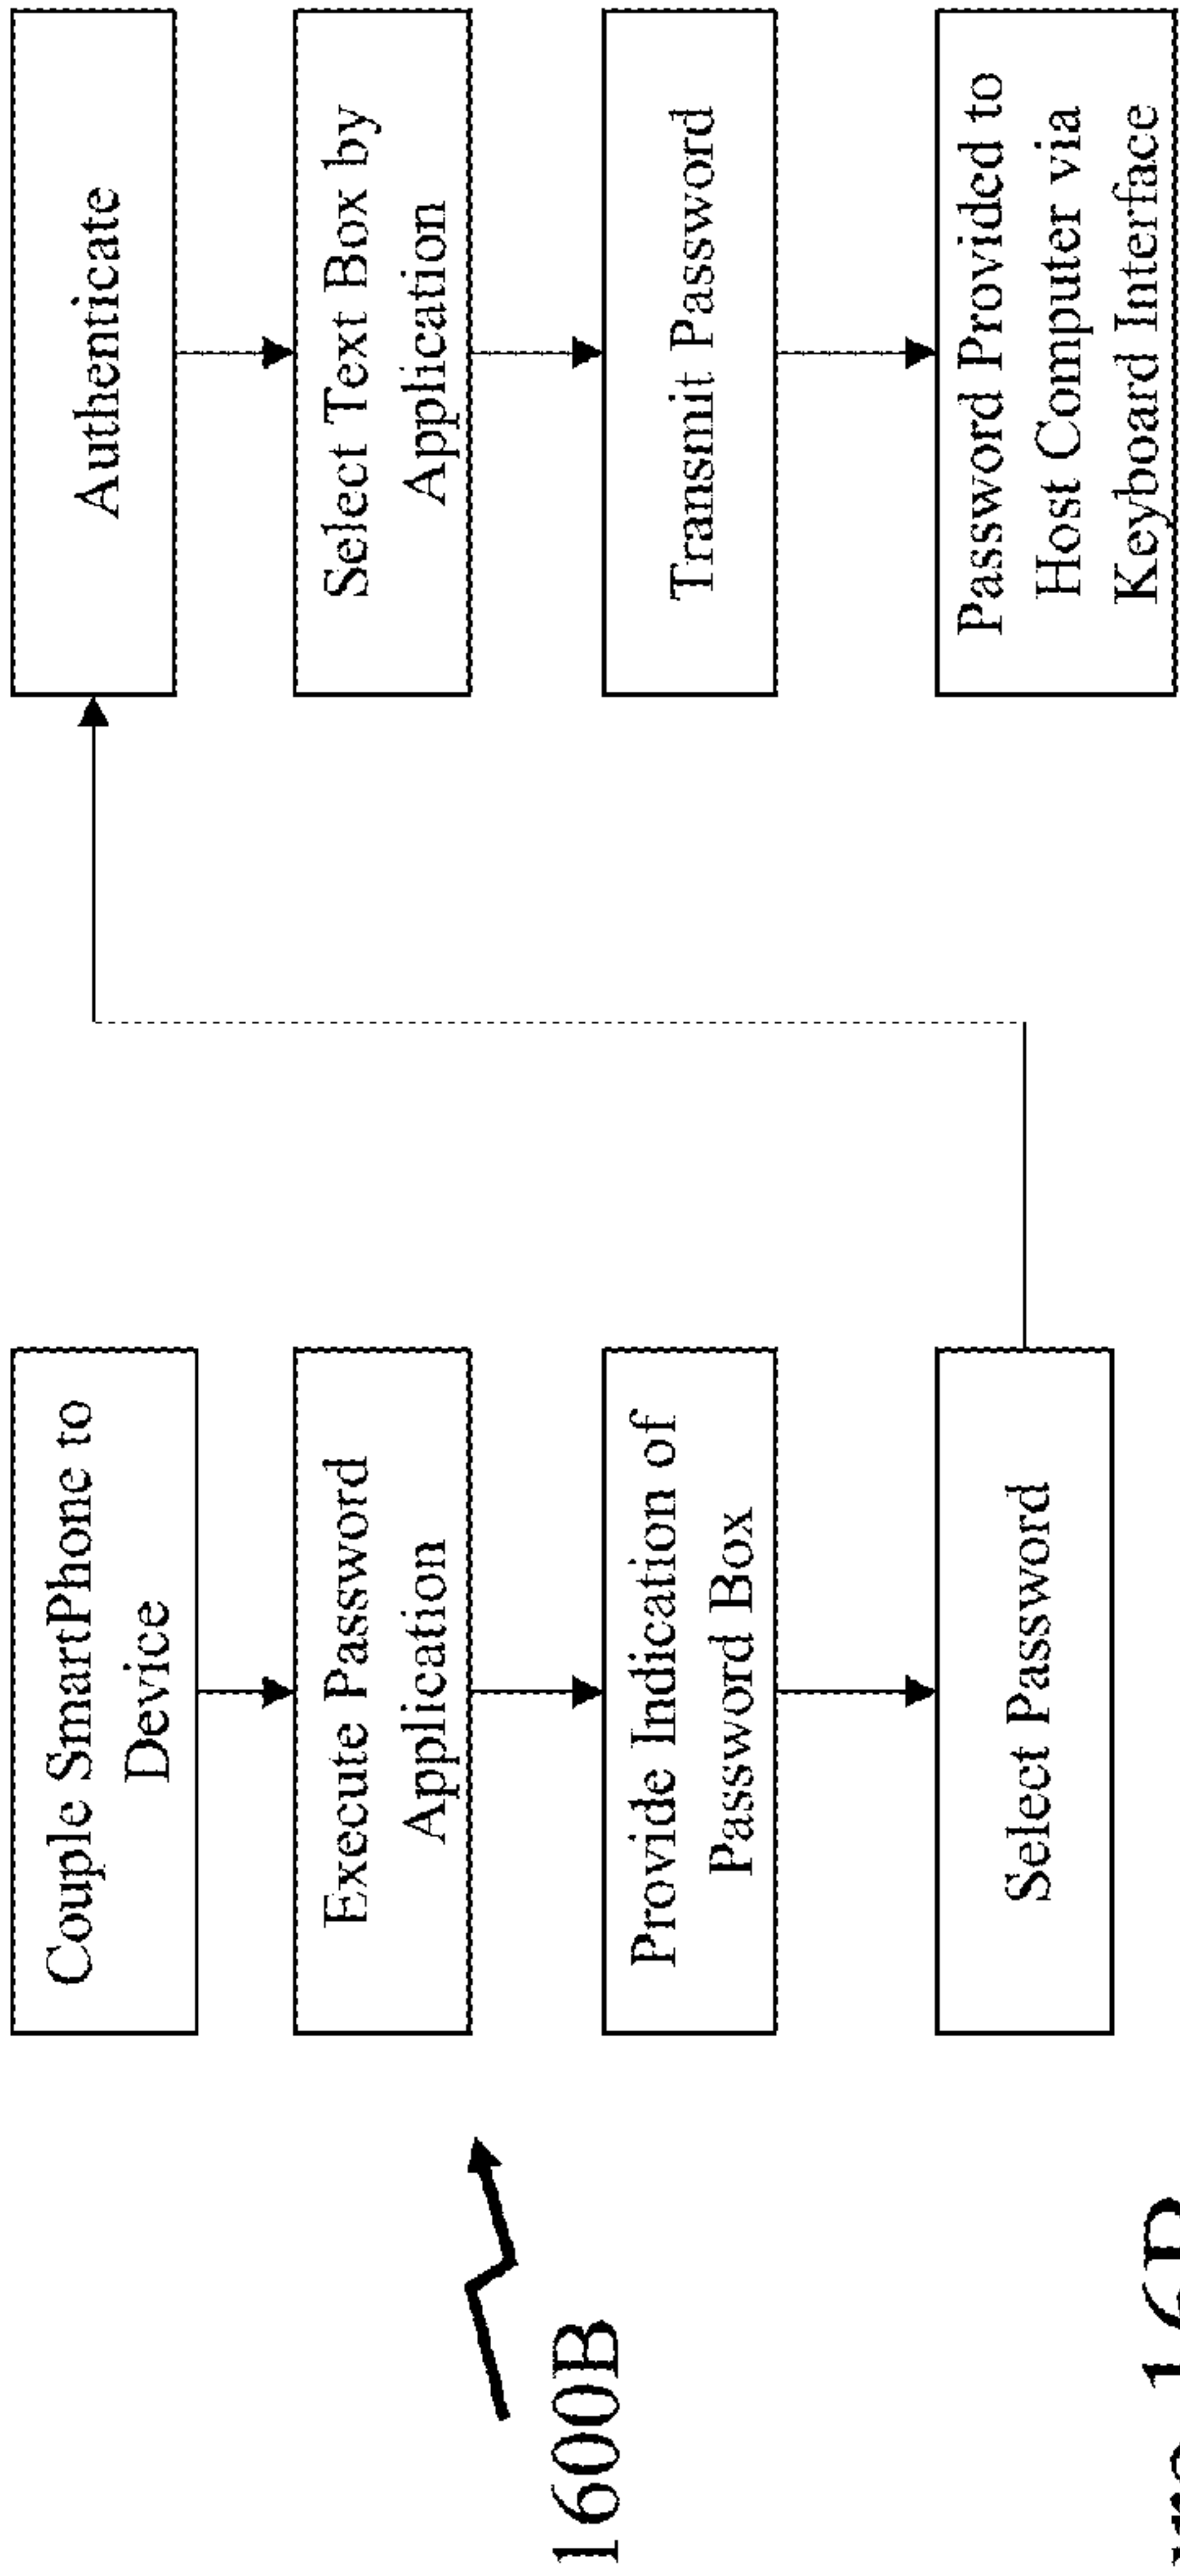 Couple SmartPhone to
Device
Execute Password
Application
Provide Indication of
Password Box
Select Password
Authenticate
Select Text Box by
Application
Transmit Password
Password Provided to
Host Computer via
Keyboard Interface
1600B